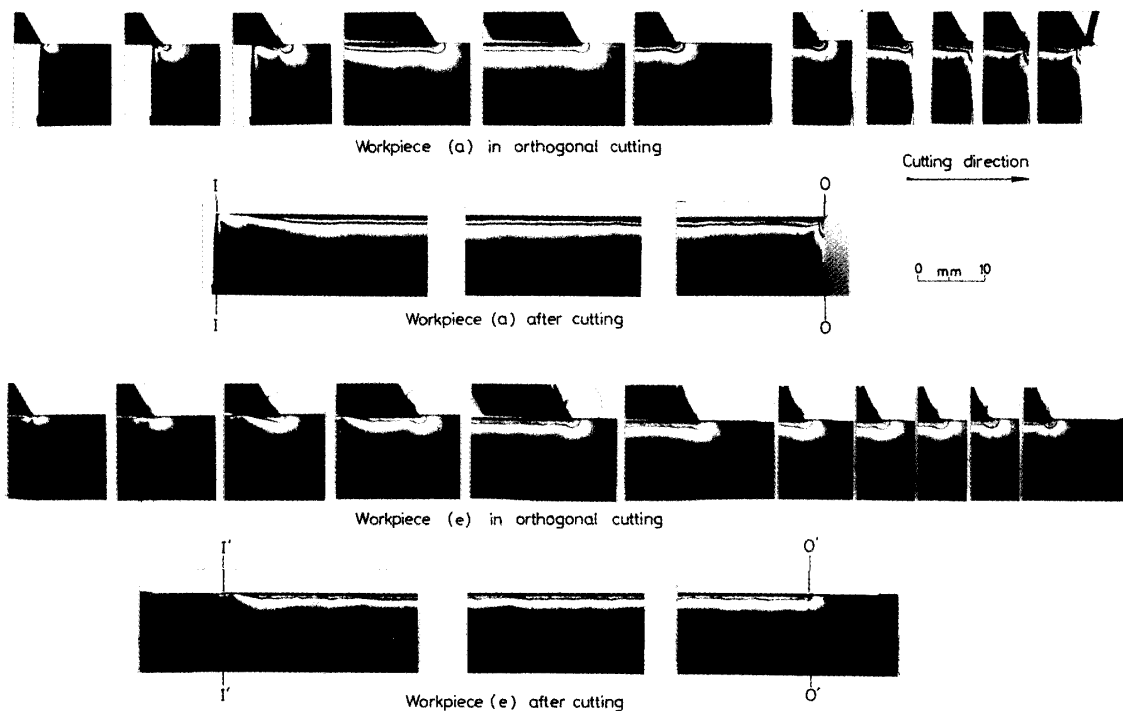 Workpiece (a) in orthogonal cutting
Cutting direction
I O
0 mm 10
Workpiece (a) after cutting
I O
Workpiece (e) in orthogonal cutting
I' O'
I' O'
Workpiece (e) after cutting